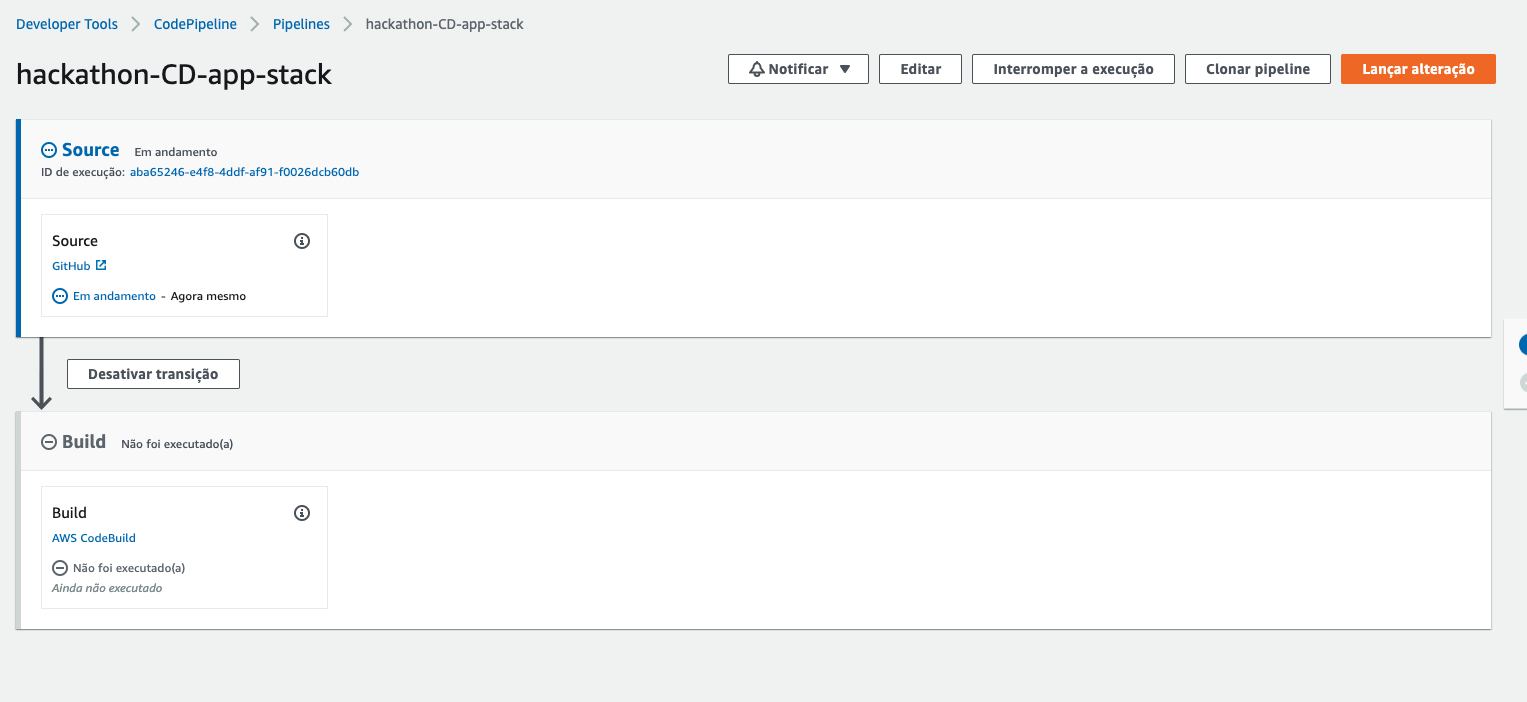 Developer Tools > CodePipeline > Pipelines > hackathon-CD-app-stack
hackathon-CD-app-stack
Notificar ▼ Editar Interromper a execução Clonar pipeline Lançar alteração
Source Em andamento
ID de execução: aba65246-e4f8-4ddf-af91-f0026dcb60db
Source
GitHub
Em andamento - Agora mesmo
Desativar transição
Build Não foi executado(a)
Build
AWS CodeBuild
Não foi executado(a)
Ainda não executado